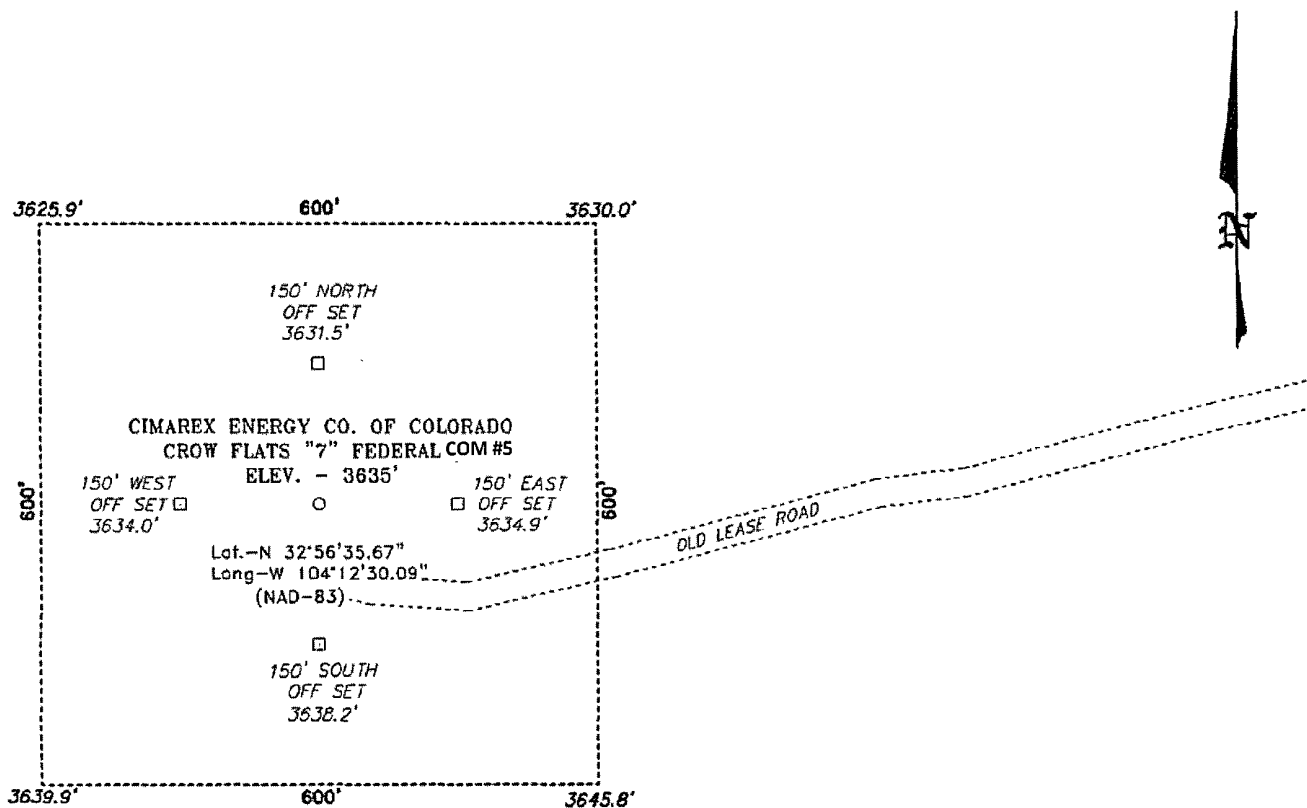 3625.9'
600'
3630.0'
N
150' NORTH
OFF SET
3631.5'
CIMAREX ENERGY CO. OF COLORADO
CROW FLATS "7" FEDERAL COM #5
ELEV. - 3635'
150' WEST
OFF SET
3634.0'
150' EAST
OFF SET
3634.9'
600'
600'
Lat.-N 32°56'35.67"
Long-W 104°12'30.09"
(NAD-83)
OLD LEASE ROAD
150' SOUTH
OFF SET
3638.2'
3639.9'
600'
3645.8'